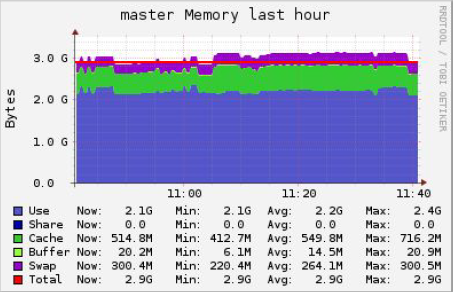 master Memory last hour
RRDTOOL / TOBI OETIKER
Bytes
3.0 G
2.0 G
1.0 G
0.0
11:00 11:20 11:40
Use Now: 2.1G Min: 2.1G Avg: 2.2G Max: 2.4G
Share Now: 0.0 Min: 0.0 Avg: 0.0 Max: 0.0
Cache Now: 514.8M Min: 412.7M Avg: 549.8M Max: 716.2M
Buffer Now: 20.2M Min: 6.1M Avg: 14.5M Max: 20.9M
Swap Now: 300.4M Min: 220.4M Avg: 264.1M Max: 300.5M
Total Now: 2.9G Min: 2.9G Avg: 2.9G Max: 2.9G